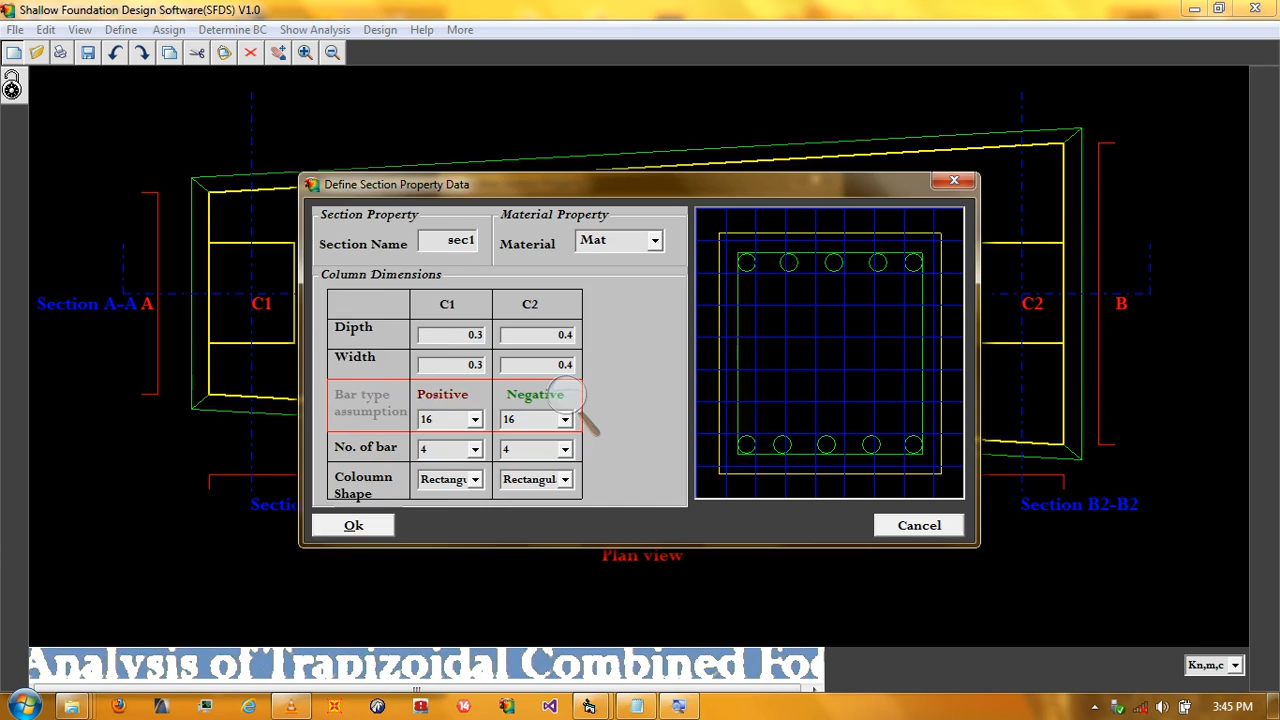 Shallow Foundation Design Software(SFDS) V1.0
FIle Edit View Define Assign Determine BC Show Analysis Design Help More
Define Section Property Data
Section Property
Material Property
Section Name sec1
Material Mat
Column Dimensions
C1 C2
Dipth 0.3 0.4
Width 0.3 0.4
Bar type assumption
Positive Negative
16 16
No. of bar 4 4
Coloumn Shape
Rectangu Rectangul
Ok
Cancel
Section A-A A
C1
C2
B
Section B2-B2
Sectio
Plan view
Analysis of Trapizoidal Combined Foo
Kn,m,c
3:45 PM